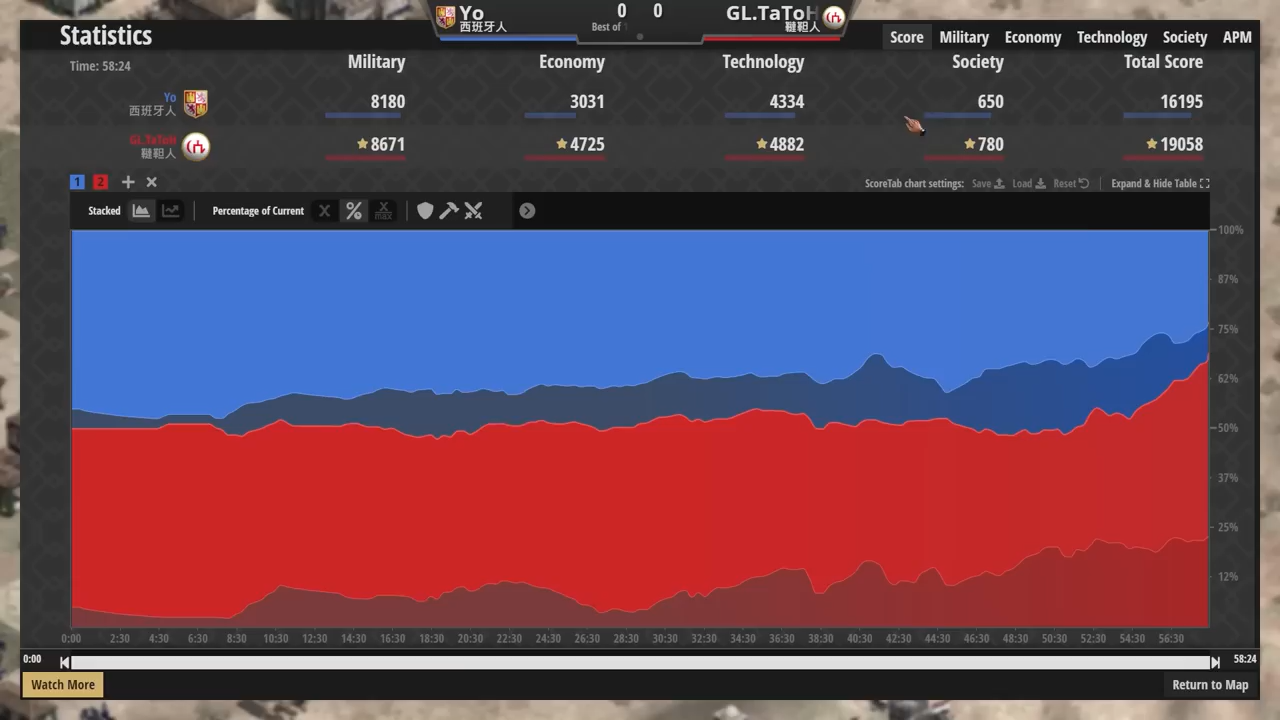 Yo
西班牙人
0
0
Best of
GL.TaToH
韃靼人
Statistics
Score
Military
Economy
Technology
Society
APM
Time: 58:24
Military
Economy
Technology
Society
Total Score
Yo
西班牙人
8180
3031
4334
650
16195
GL.TaToH
韃靼人
8671
4725
4882
780
19058
1
2
ScoreTab chart settings:
Save
Load
Reset
Expand & Hide Table
Stacked
Percentage of Current
X
%
X
max
100%
87%
75%
62%
50%
37%
25%
12%
0:00
2:30
4:30
6:30
8:30
10:30
12:30
14:30
16:30
18:30
20:30
22:30
24:30
26:30
28:30
30:30
32:30
34:30
36:30
38:30
40:30
42:30
44:30
46:30
48:30
50:30
52:30
54:30
56:30
0:00
58:24
Watch More
Return to Map